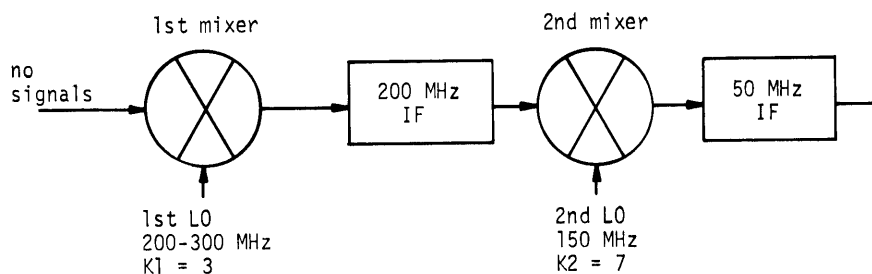 1st mixer
2nd mixer
no
signals
200 MHz
IF
50 MHz
IF
1st LO
200-300 MHz
K1 = 3
2nd LO
150 MHz
K2 = 7